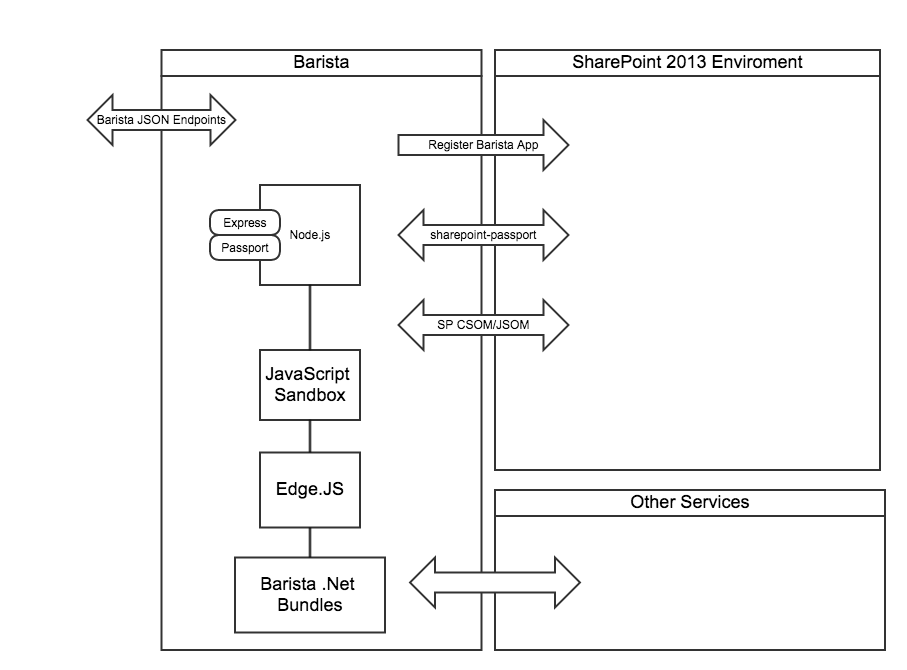 Barista
SharePoint 2013 Enviroment
Barista JSON Endpoints
Register Barista App
Express
Passport
Node.js
sharepoint-passport
SP CSOM/JSOM
JavaScript
Sandbox
Edge.JS
Other Services
Barista .Net
Bundles